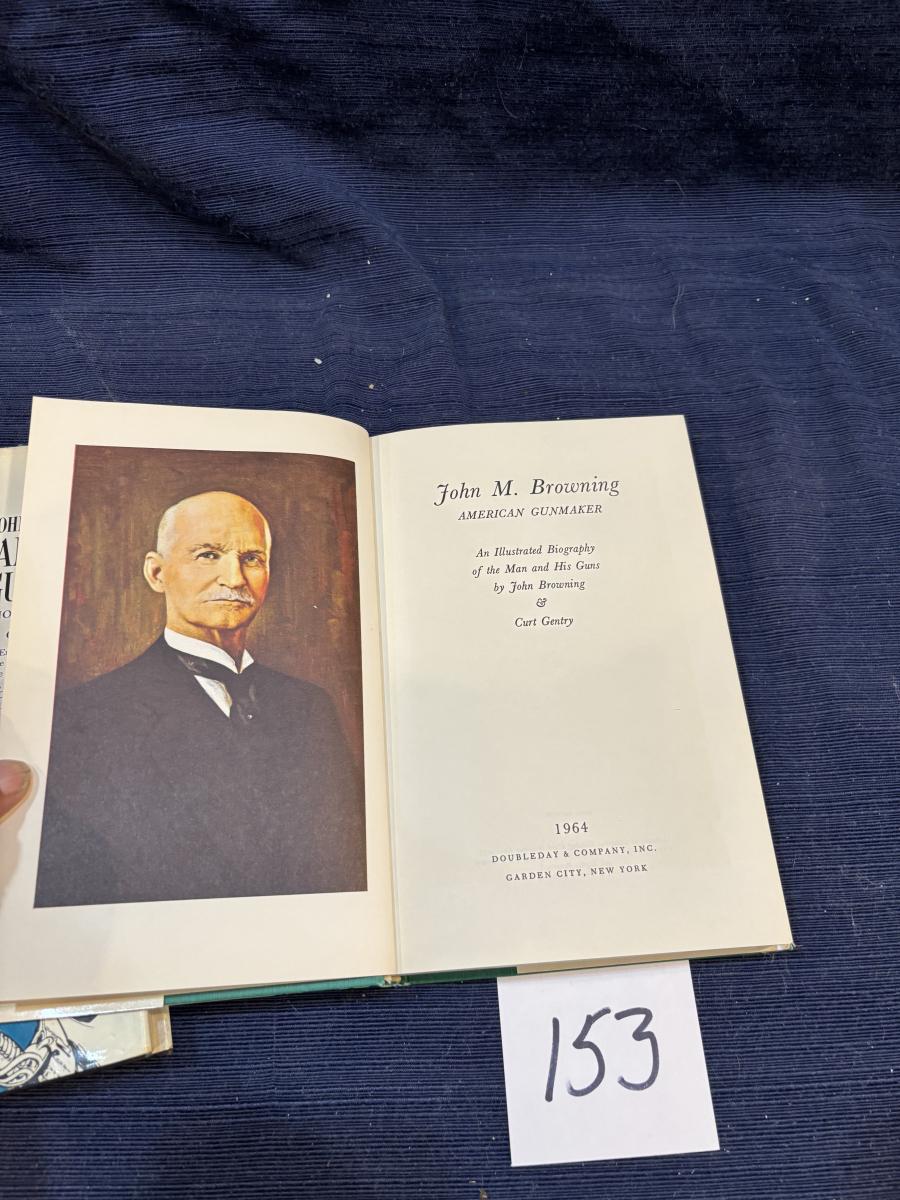 John M. Browning
AMERICAN GUNMAKER
An Illustrated Biography
of the Man and His Guns
by John Browning
&
Curt Gentry
1964
DOUBLEDAY & COMPANY, INC.
GARDEN CITY, NEW YORK
153